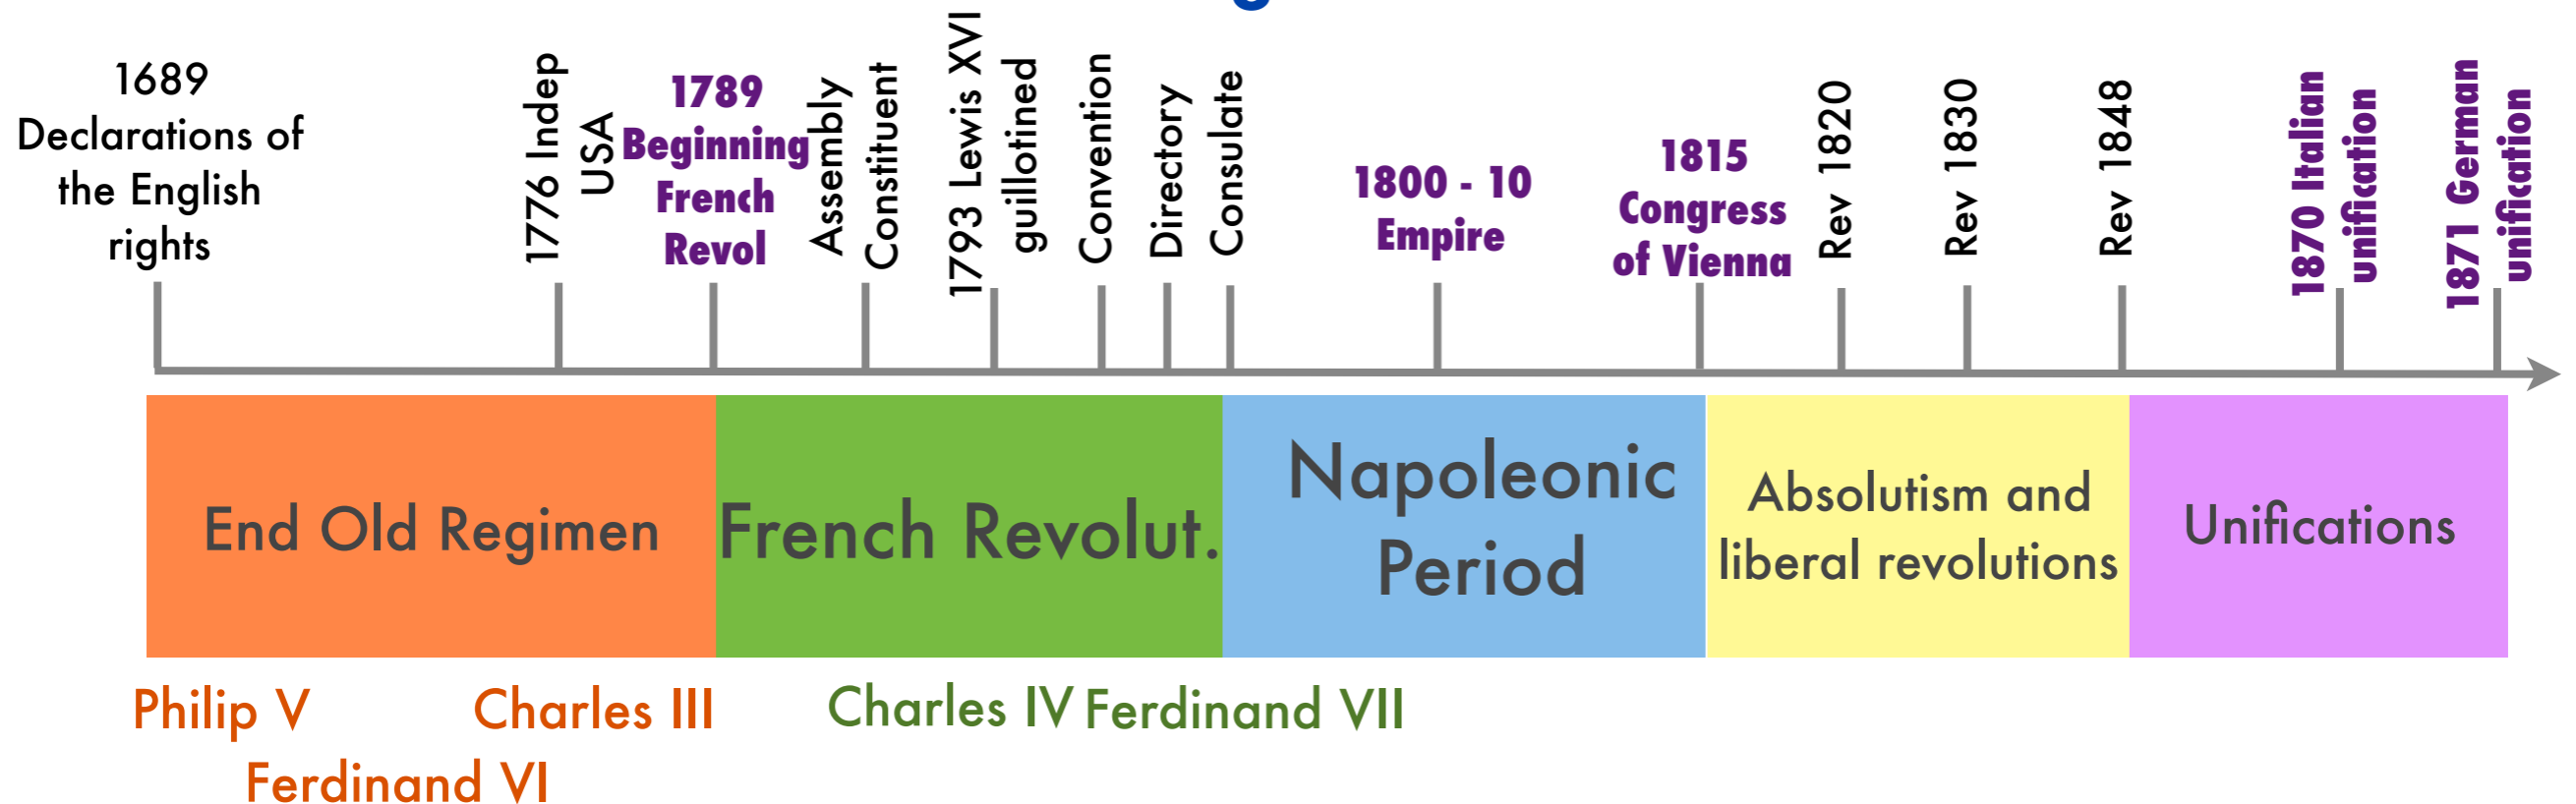 1689
Declarations of
the English
rights
1776 Indep
USA
1789
Beginning
French
Revol
Assembly
Constituent
1793 Lewis XVI
guillotined
Convention
Directory
Consulate
1800 - 10
Empire
1815
Congress
of Vienna
Rev 1820
Rev 1830
Rev 1848
1870 Italian
unification
1871 German
unification
End Old Regimen
French Revolut.
Napoleonic
Period
Absolutism and
liberal revolutions
Unifications
Philip V
Ferdinand VI
Charles III
Charles IV
Ferdinand VII